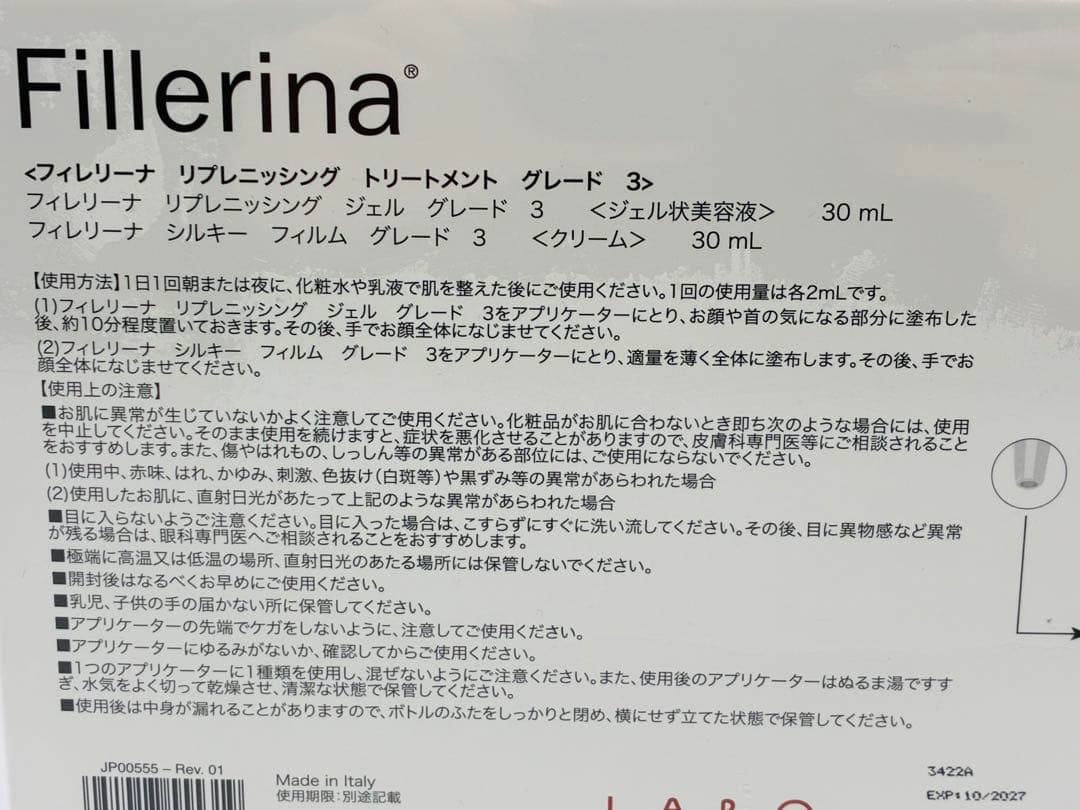 Fillerina®
<フィレリーナ　リプレニッシング　トリートメント　グレード　3>
フィレリーナ　リプレニッシング　ジェル　グレード　3　＜ジェル状美容液＞　30 mL
フィレリーナ　シルキー　フィルム　グレード　3　＜クリーム＞　30 mL
【使用方法】1日1回朝または夜に、化粧水や乳液で肌を整えた後にご使用ください。1回の使用量は各2mLです。
(1)フィレリーナ　リプレニッシング　ジェル　グレード　3をアプリケーターにとり、お顔や首の気になる部分に塗布した
後、約10分程度置いておきます。その後、手でお顔全体になじませてください。
(2)フィレリーナ　シルキー　フィルム　グレード　3をアプリケーターにとり、適量を薄く全体に塗布します。その後、手でお
顔全体になじませてください。
【使用上の注意】
■お肌に異常が生じていないかよく注意してご使用ください。化粧品がお肌に合わないとき即ち次のような場合には、使用
を中止してください。そのまま使用を続けますと、症状を悪化させることがありますので、皮膚科専門医等にご相談されること
をおすすめします。また、傷やはれもの、しっしん等の異常がある部位には、ご使用にならないでください。
(1)使用中、赤味、はれ、かゆみ、刺激、色抜け(白斑等)や黒ずみ等の異常があらわれた場合
(2)使用したお肌に、直射日光があたって上記のような異常があらわれた場合
■目に入らないようご注意ください。目に入った場合は、こすらずにすぐに洗い流してください。その後、目に異物感など異常
が残る場合は、眼科専門医へご相談されることをおすすめします。
■極端に高温又は低温の場所、直射日光のあたる場所には保管しないでください。
■開封後はなるべくお早めにご使用ください。
■乳児、子供の手の届かない所に保管してください。
■アプリケーターの先端でケガをしないように、注意してご使用ください。
■アプリケーターにゆるみがないか、確認してからご使用ください。
■1つのアプリケーターに1種類を使用し、混ぜないようにご注意ください。また、使用後のアプリケーターはぬるま湯ですす
ぎ、水気をよく切って乾燥させ、清潔な状態で保管してください。
■使用後は中身が漏れることがありますので、ボトルのふたをしっかりと閉め、横にせず立てた状態で保管してください。
JP00555 – Rev. 01
Made in Italy
使用期限：別途記載
LABO
3422A
EXP:10/2027